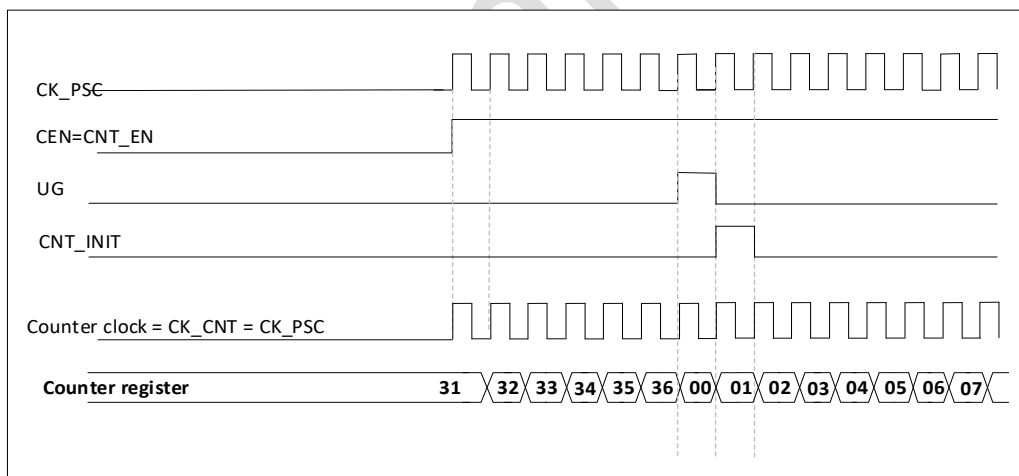 CK_PSC
CEN=CNT_EN
UG
CNT_INIT
Counter clock = CK_CNT = CK_PSC
Counter register 31 32 33 34 35 36 00 01 02 03 04 05 06 07